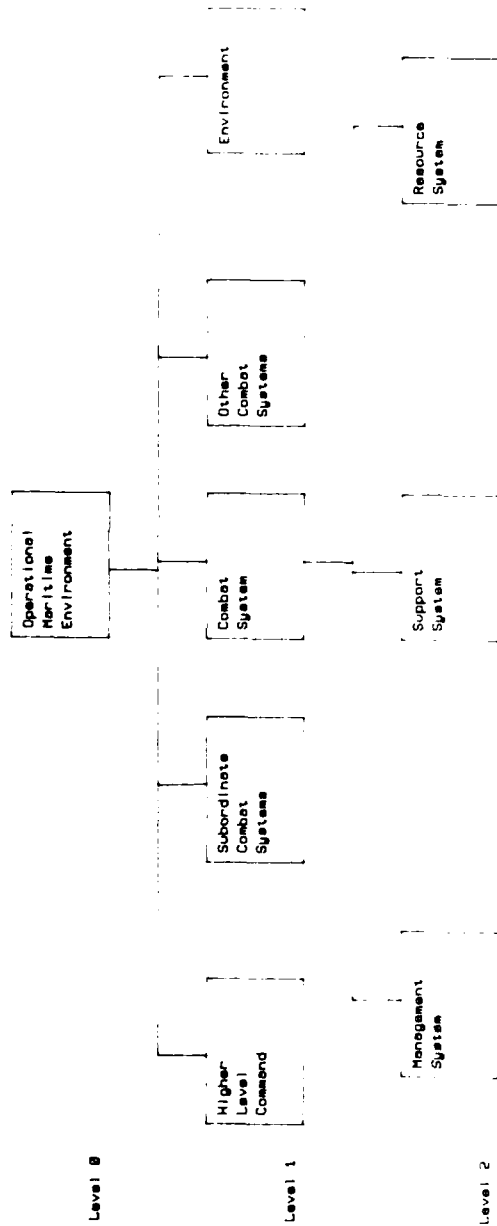 Level 0
Operational
Maritime
Environment
Level 1
Higher
Level
Command
Subordinate
Combat
Systems
Combat
System
Other
Combat
Systems
Environment
Level 2
Management
System
Support
System
Resource
System